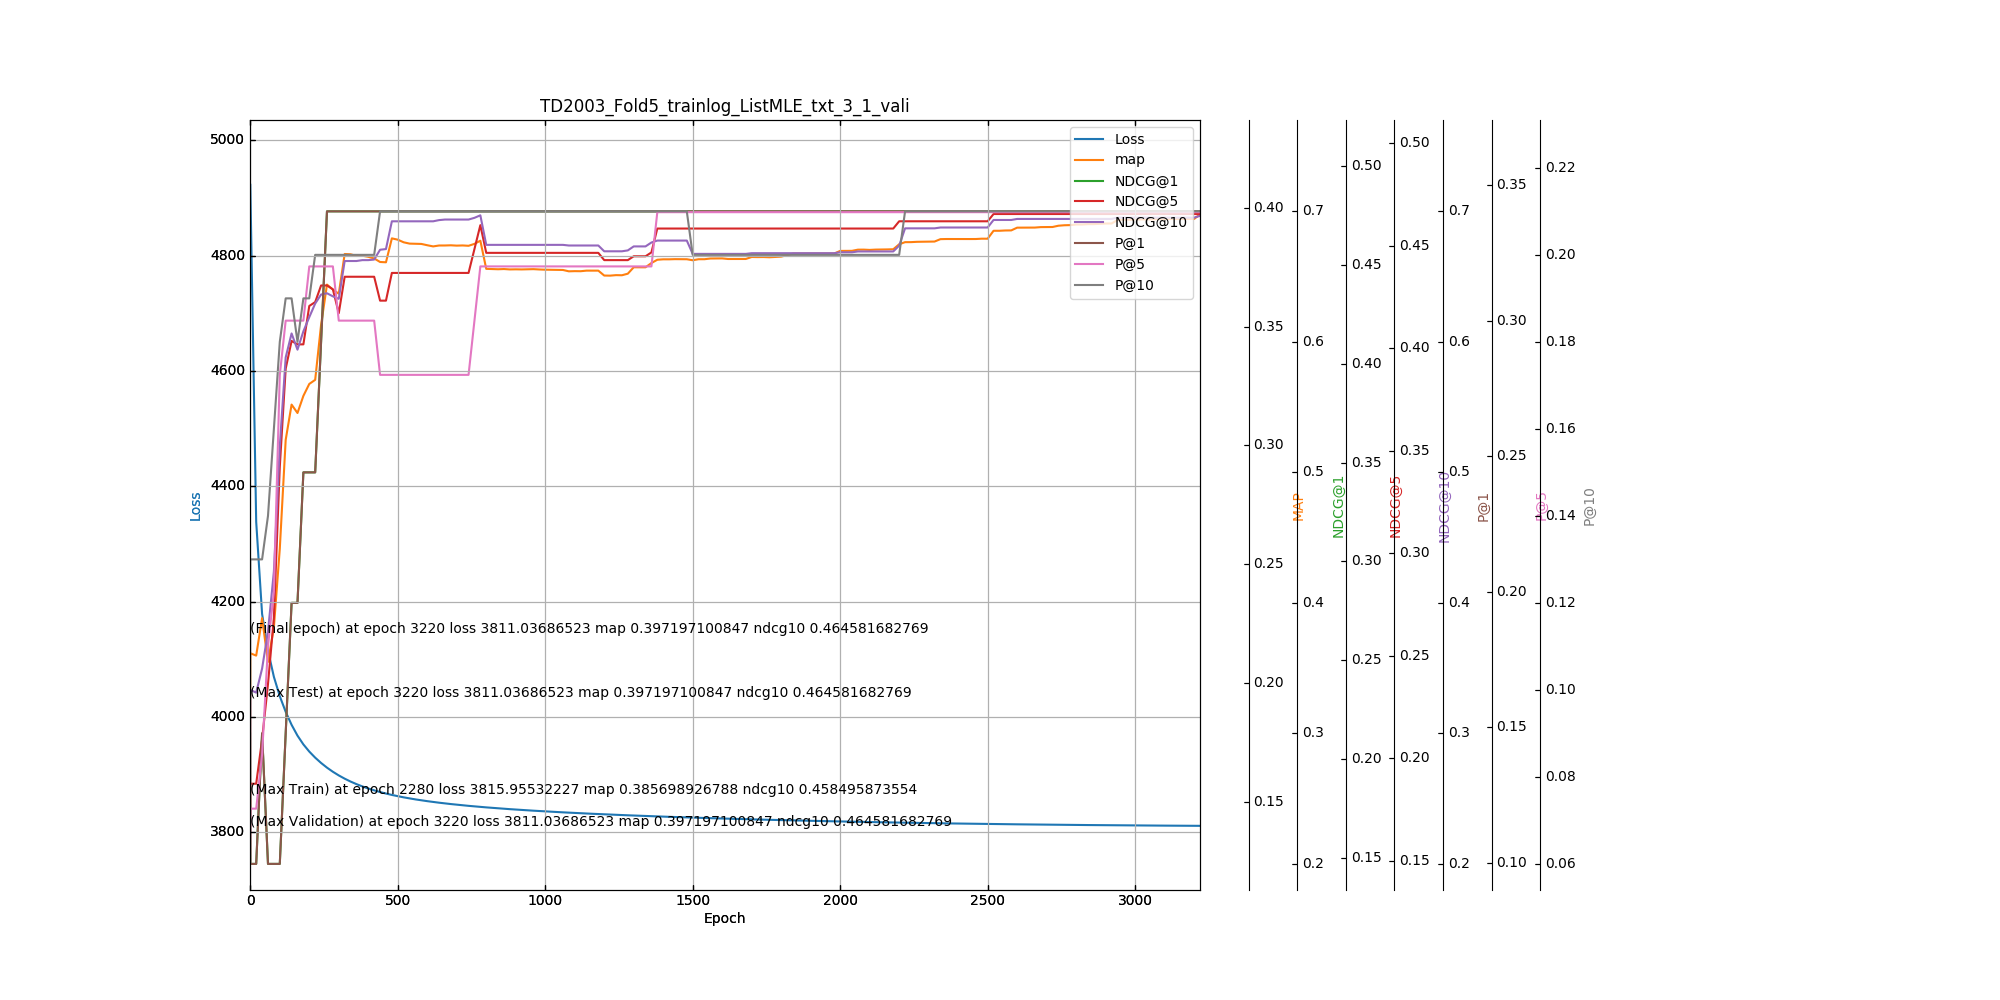 TD2003_Fold5_trainlog_ListMLE_txt_3_1_vali
Loss
map
NDCG@1
NDCG@5
NDCG@10
P@1
P@5
P@10
5000
4800
4600
4400
4200
4000
3800
Loss
(Final epoch) at epoch 3220 loss 3811.03686523 map 0.397197100847 ndcg10 0.464581682769
(Max Test) at epoch 3220 loss 3811.03686523 map 0.397197100847 ndcg10 0.464581682769
(Max Train) at epoch 2280 loss 3815.95532227 map 0.385698926788 ndcg10 0.458495873554
(Max Validation) at epoch 3220 loss 3811.03686523 map 0.397197100847 ndcg10 0.464581682769
0 500 1000 1500 2000 2500 3000
Epoch
0.40
0.35
0.30
0.25
0.20
0.15
MAP
0.7
0.6
0.5
0.4
0.3
0.2
NDCG@1
0.50
0.45
0.40
0.35
0.30
0.25
0.20
0.15
NDCG@5
0.50
0.45
0.40
0.35
0.30
0.25
0.20
0.15
NDCG@10
0.7
0.6
0.5
0.4
0.3
0.2
P@1
0.35
0.30
0.25
0.20
0.15
0.10
P@5
0.22
0.20
0.18
0.16
0.14
0.12
0.10
0.08
0.06
P@10